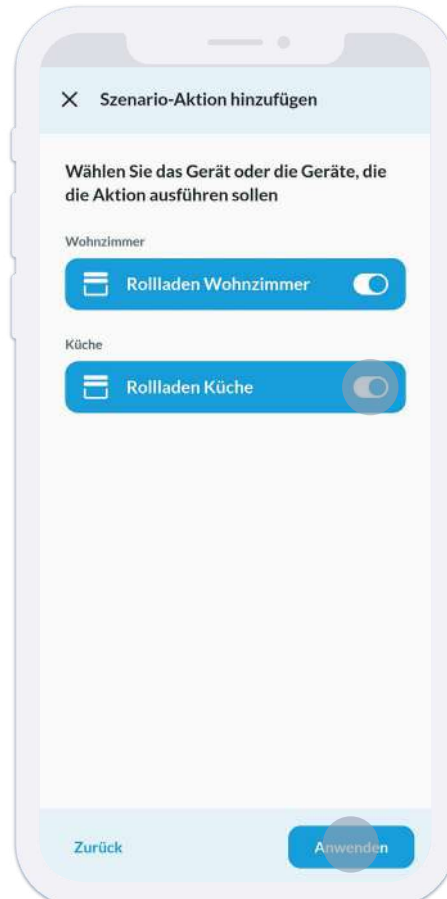 Szenario-Aktion hinzufügen
Wählen Sie das Gerät oder die Geräte, die
die Aktion ausführen sollen
Wohnzimmer
Rollladen Wohnzimmer
Küche
Rollladen Küche
Zurück
Anwenden